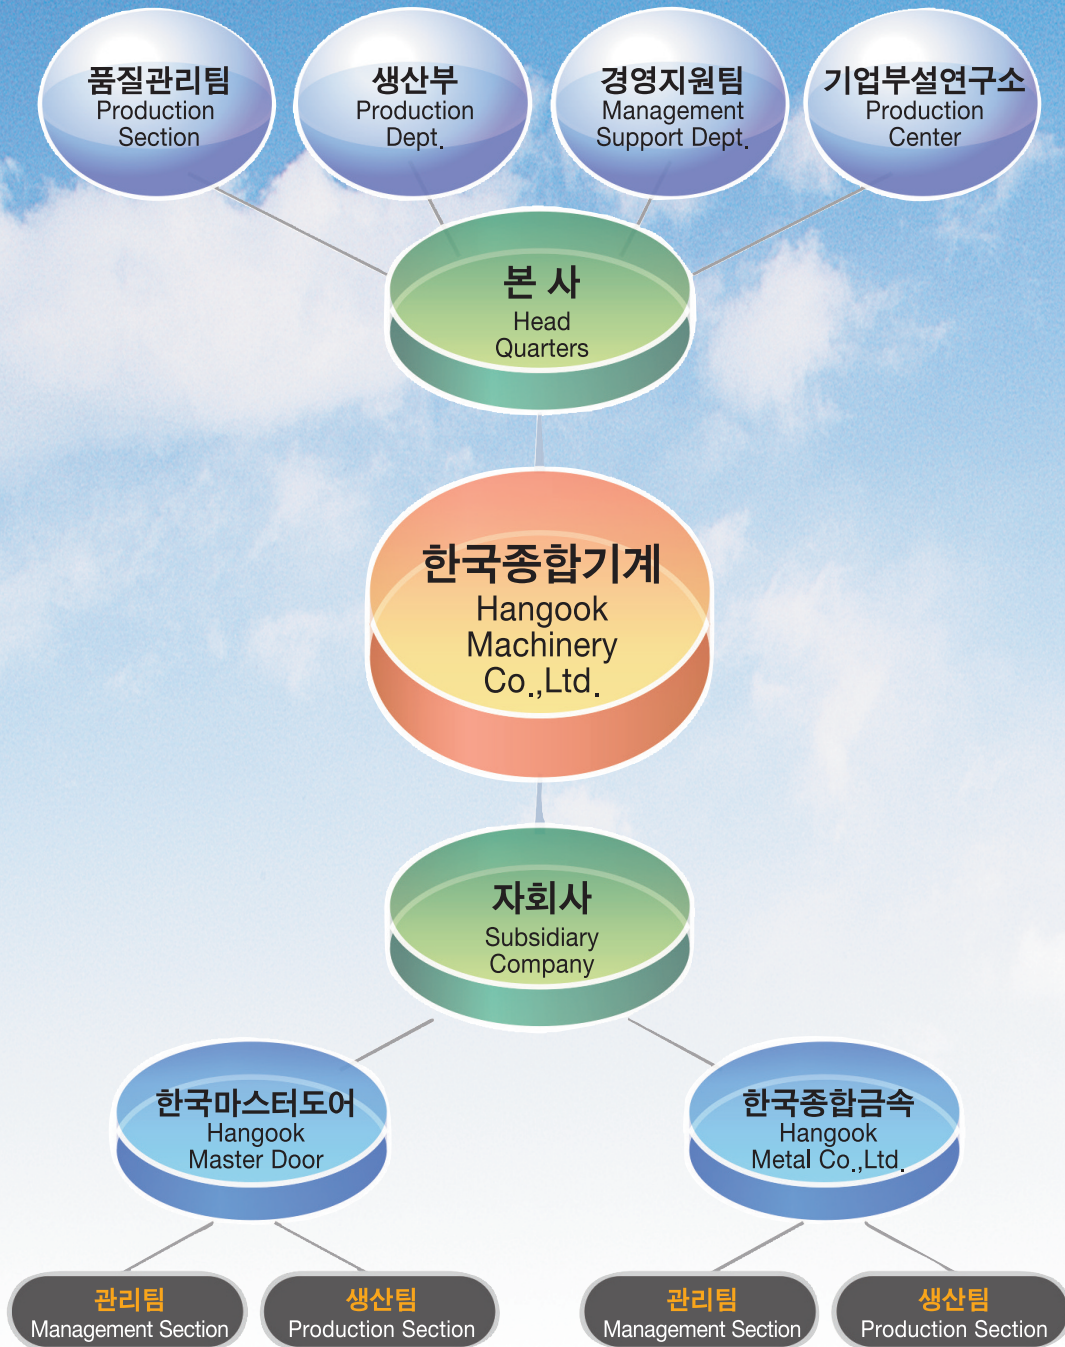 품질관리팀
Production
Section
생산부
Production
Dept.
경영지원팀
Management
Support Dept.
기업부설연구소
Production
Center
본 사
Head
Quarters
한국종합기계
Hangook
Machinery
Co.,Ltd.
자회사
Subsidiary
Company
한국마스터도어
Hangook
Master Door
한국종합금속
Hangook
Metal Co.,Ltd.
관리팀
Management Section
생산팀
Production Section
관리팀
Management Section
생산팀
Production Section